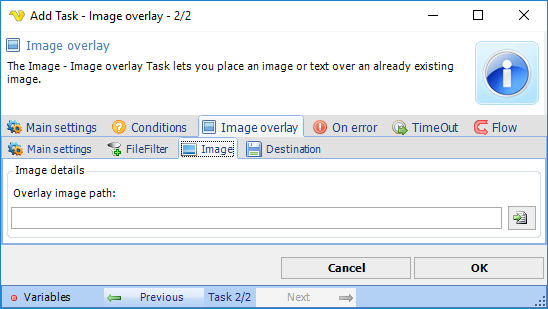 Add Task - Image overlay - 2/2
Image overlay
The Image - Image overlay Task lets you place an image or text over an already existing
image.
Main settings Conditions Image overlay On error TimeOut Flow
Main settings FileFilter Image Destination
Image details
Overlay image path:
Cancel OK
Variables Previous Task 2/2 Next